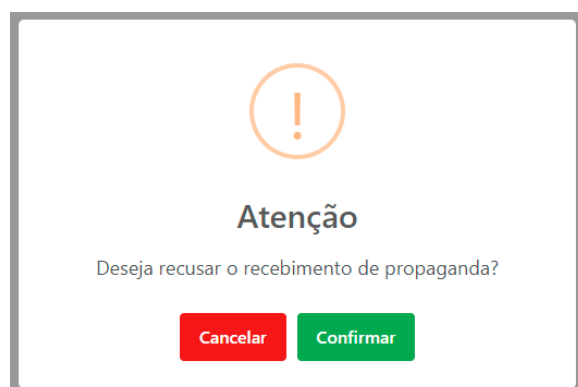 !
Atenção
Deseja recusar o recebimento de propaganda?
Cancelar
Confirmar